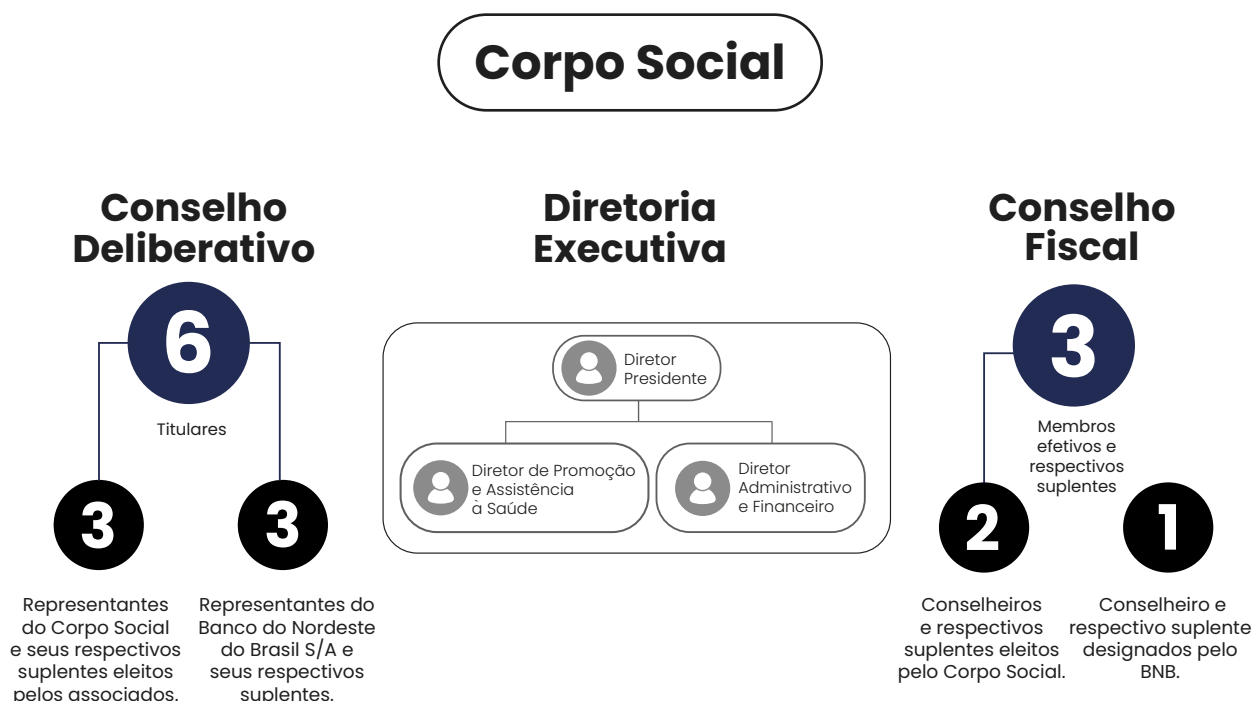 Corpo Social
Conselho
Deliberativo
6
Titulares
3
Representantes
do Corpo Social
e seus respectivos
suplentes eleitos
pelos associados.
3
Representantes do
Banco do Nordeste
do Brasil S/A e
seus respectivos
suplentes.
Diretoria
Executiva
Diretor
Presidente
Diretor de Promoção
e Assistência
à Saúde
Diretor
Administrativo
e Financeiro
Conselho
Fiscal
3
Membros
efetivos e
respectivos
suplentes
2
Conselheiros
e respectivos
suplentes eleitos
pelo Corpo Social.
1
Conselheiro e
respectivo suplente
designados pelo
BNB.